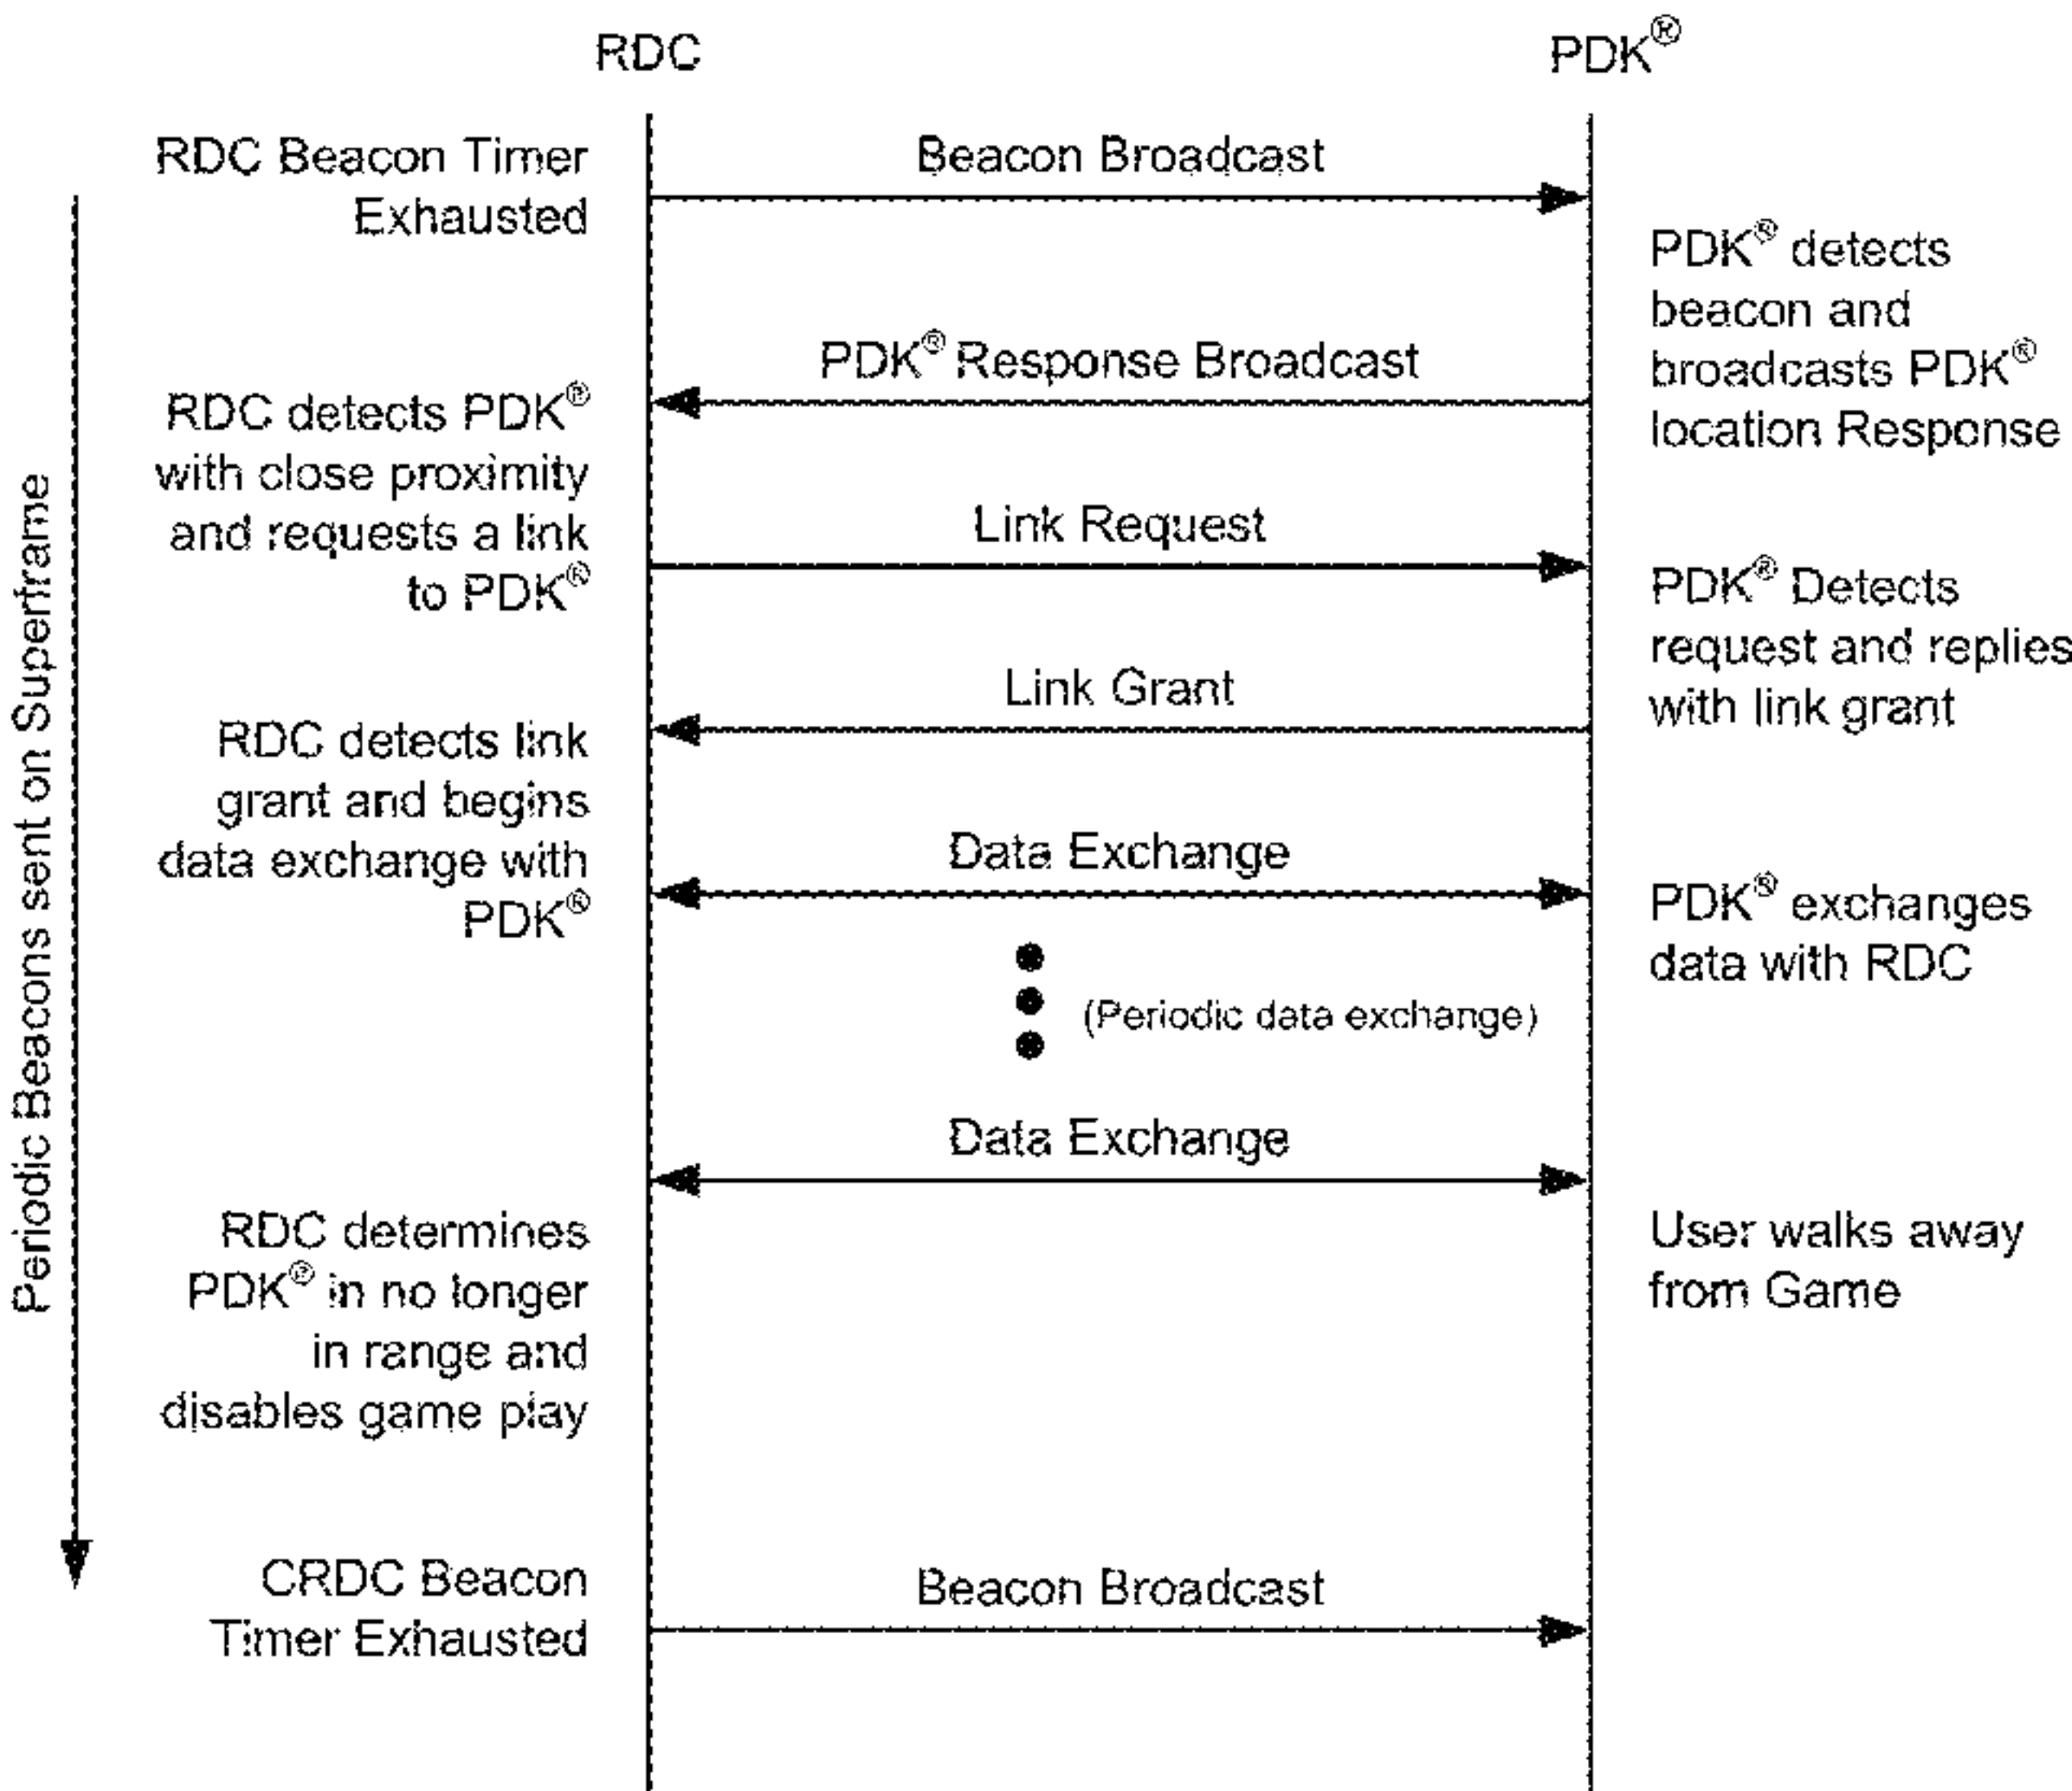 RDC
PDK®
RDC Beacon Timer
Exhausted
Beacon Broadcast
PDK® detects
beacon and
broadcasts PDK®
location Response
PDK® Response Broadcast
RDC detects PDK®
with close proximity
and requests a link
to PDK®
Link Request
PDK® Detects
request and replies
with link grant
Link Grant
RDC detects link
grant and begins
data exchange with
PDK®
Data Exchange
PDK® exchanges
data with RDC
(Periodic data exchange)
Data Exchange
RDC determines
PDK® in no longer
in range and
disables game play
User walks away
from Game
CRDC Beacon
Timer Exhausted
Beacon Broadcast
Periodic Beacons sent on Superframe